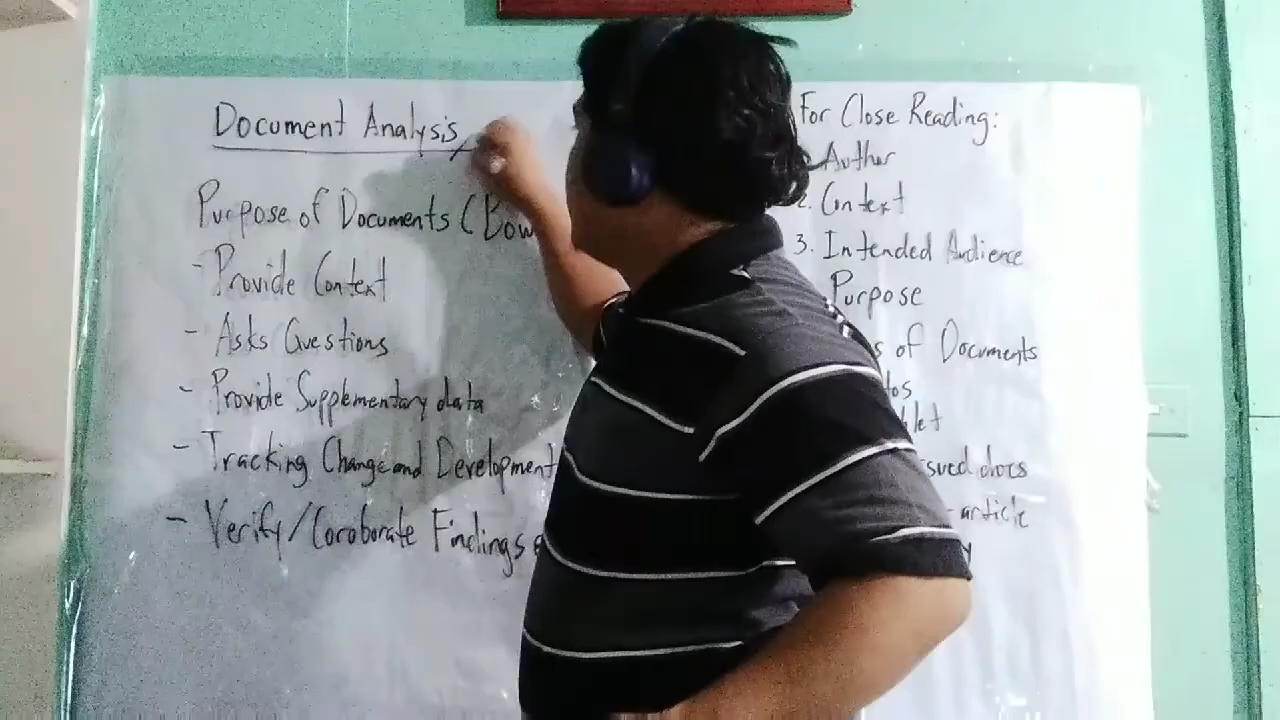 Document Analysis
Purpose of Documents (Bow
- Provide Context
- Asks Questions
- Provide Supplementary data
- Tracking Change and Development
- Verify/Coroborate Findings
For Close Reading:
Author
2. Context
3. Intended Audience
Purpose
s of Documents
tos
let
sued docs
- article
y